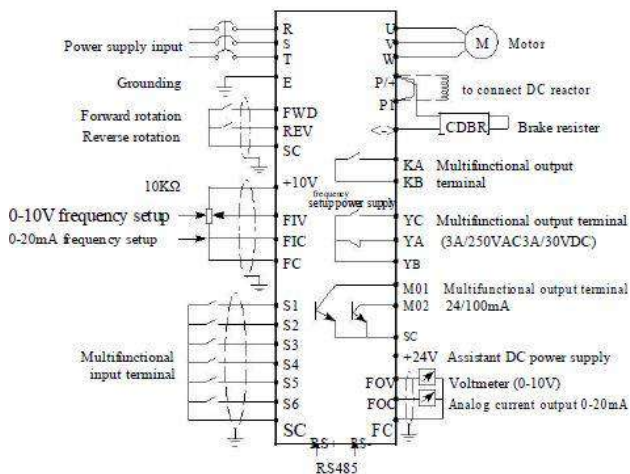 Power supply input
R
S
T
Grounding
E
Forward rotation
FWD
Reverse rotation
REV
SC
10KΩ
+10V
0-10V frequency setup
FIV
0-20mA frequency setup
FIC
FC
S1
S2
S3
S4
Multifunctional
input terminal
S5
S6
SC
RS+
RS-
RS485
U
V
W
M
Motor
P/+
P1
to connect DC reactor
<->
CDBR
Brake resister
KA
Multifunctional output
KB
terminal
frequency
setup power supply
YC
Multifunctional output terminal
YA
(3A/250VAC3A/30VDC)
YB
M01
Multifunctional output terminal
M02
24/100mA
SC
+24V
Assistant DC power supply
FOV
Voltmeter (0-10V)
FOC
Analog current output 0-20mA
FC